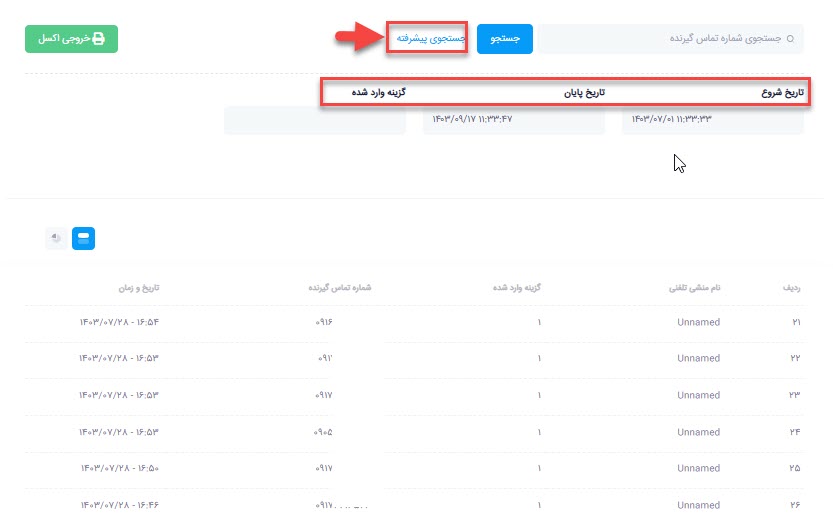 جستجوی شماره تماس گیرنده
جستجو
جستجوی پیشرفته
خروجی اکسل
تاریخ شروع تاریخ پایان گزینه وارد شده
۱۴۰۳/۰۷/۰۱ ۱۱:۳۳:۳۳ ۱۴۰۳/۰۹/۱۷ ۱۱:۳۳:۴۷
ردیف نام منشی تلفنی گزینه وارد شده شماره تماس گیرنده تاریخ و زمان
۲۱ Unnamed ۱ ۰۹۱۶ ۱۴۰۳/۰۷/۲۸ - ۱۶:۵۴
۲۲ Unnamed ۱ ۰۹۱ ۱۴۰۳/۰۷/۲۸ - ۱۶:۵۳
۲۳ Unnamed ۱ ۰۹۱۷ ۱۴۰۳/۰۷/۲۸ - ۱۶:۵۳
۲۴ Unnamed ۱ ۰۹۰۵ ۱۴۰۳/۰۷/۲۸ - ۱۶:۵۳
۲۵ Unnamed ۱ ۰۹۱۷ ۱۴۰۳/۰۷/۲۸ - ۱۶:۵۰
۲۶ Unnamed ۱ ۰۹۱۷ ۱۴۰۳/۰۷/۲۸ - ۱۶:۴۶